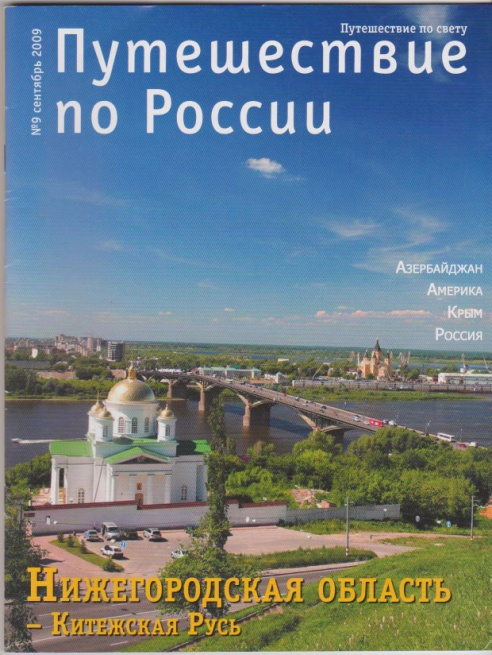 Путешествие по свету
№9 сентябрь 2009
Путешествие
по России
Азербайджан
Америка
Крым
Россия
Нижегородская область
– Китежская Русь